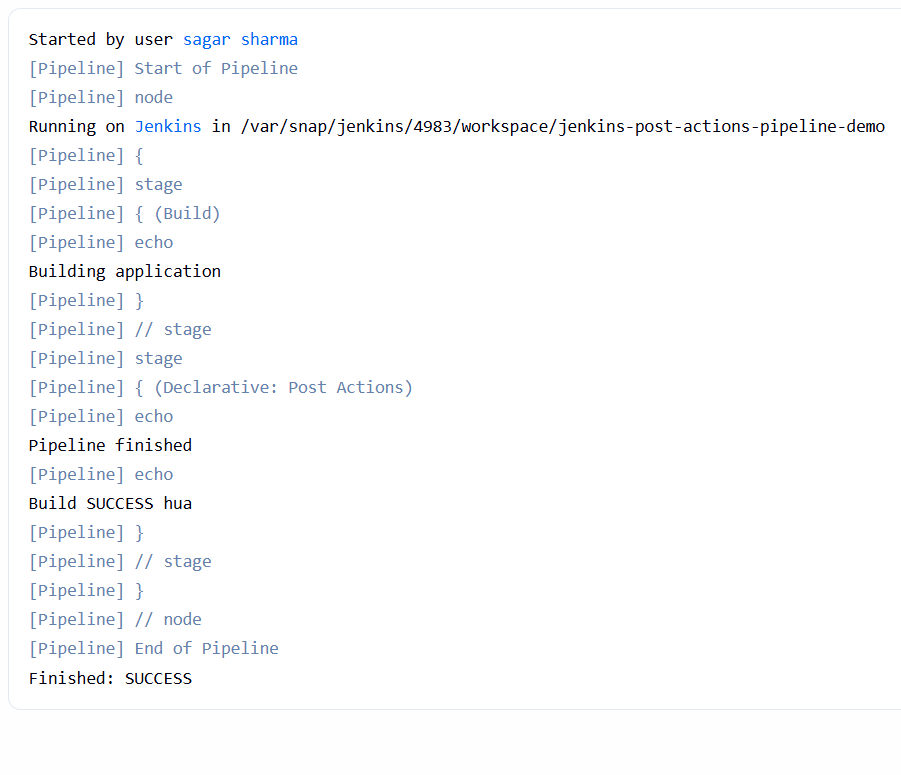 Started by user sagar sharma
[Pipeline] Start of Pipeline
[Pipeline] node
Running on Jenkins in /var/snap/jenkins/4983/workspace/jenkins-post-actions-pipeline-demo
[Pipeline] {
[Pipeline] stage
[Pipeline] { (Build)
[Pipeline] echo
Building application
[Pipeline] }
[Pipeline] // stage
[Pipeline] stage
[Pipeline] { (Declarative: Post Actions)
[Pipeline] echo
Pipeline finished
[Pipeline] echo
Build SUCCESS hua
[Pipeline] }
[Pipeline] // stage
[Pipeline] }
[Pipeline] // node
[Pipeline] End of Pipeline
Finished: SUCCESS